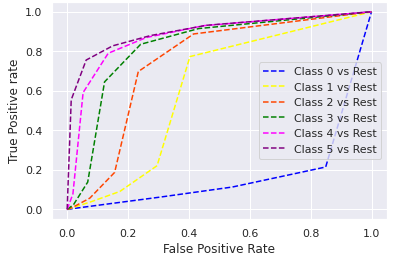 1.0
0.8
0.6
0.4
0.2
0.0
True Positive rate
Class 0 vs Rest
Class 1 vs Rest
Class 2 vs Rest
Class 3 vs Rest
Class 4 vs Rest
Class 5 vs Rest
0.0 0.2 0.4 0.6 0.8 1.0
False Positive Rate